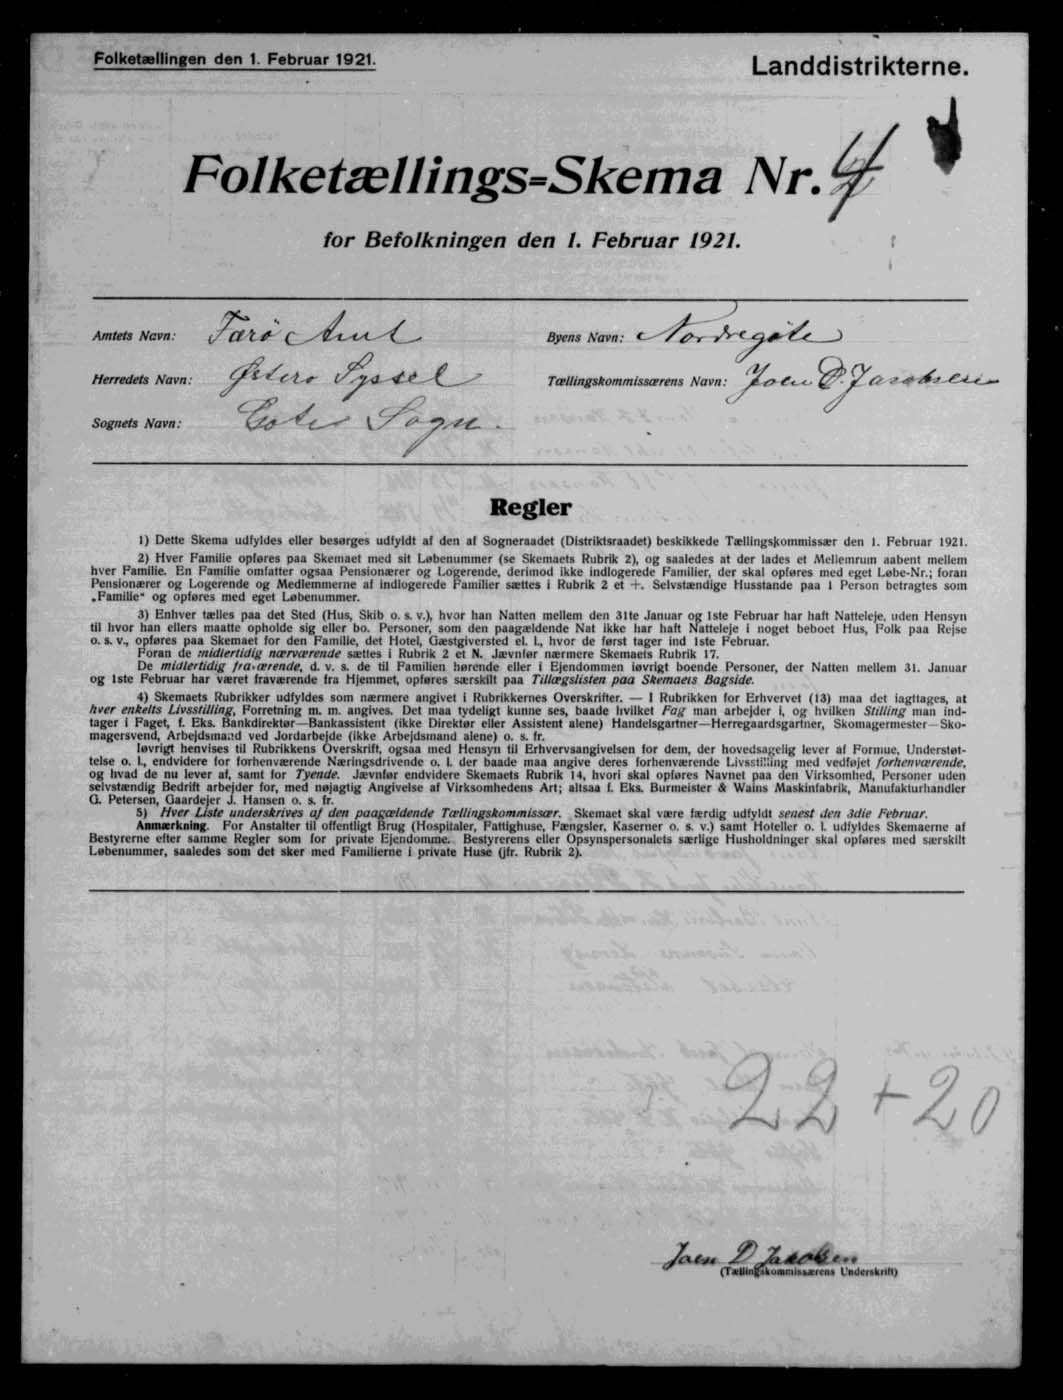 Folketællingen den 1. Februar 1921.
Landdistrikterne.
Folketællings=Skema Nr. 4
for Befolkningen den 1. Februar 1921.
Amtets Navn: Færö Amt
Byens Navn: Nordregöte
Herredets Navn: Østerø Syssel
Tællingskommissærens Navn: Joen D. Jacobsen
Sognets Navn: Gøte Sogn.
Regler
1) Dette Skema udfyldes eller besørges udfyldt af den af Sogneraadet (Distriktsraadet) beskikkede Tællingskommissær den 1. Februar 1921.
2) Hver Familie opføres paa Skemaet med sit Løbenummer (se Skemaets Rubrik 2), og saaledes at der lades et Mellemrum aabent mellem
hver Familie. En Familie omfatter ogsaa Pensionærer og Logerende, derimod ikke indlogerede Familier, der skal opføres med eget Løbe-Nr.; foran
Pensionærer og Logerende og Medlemmerne af indlogerede Familier sættes i Rubrik 2 et +. Selvstændige Husstande paa 1 Person betragtes som
„Familie“ og opføres med eget Løbenummer.
3) Enhver tælles paa det Sted (Hus, Skib o. s. v.), hvor han Natten mellem den 31te Januar og 1ste Februar har haft Natteleje, uden Hensyn
til hvor han ellers maatte opholde sig eller bo. Personer, som den paagældende Nat ikke har haft Natteleje i noget beboet Hus, Folk paa Rejse
o. s. v., opføres paa Skemaet for den Familie, det Hotel, Gæstgiversted el. l., hvor de først tager ind 1ste Februar.
Foran de midlertidig nærværende sættes i Rubrik 2 et N. Jævnfør nærmere Skemaets Rubrik 17.
De midlertidig fraværende, d. v. s. de til Familien hørende eller i Ejendommen iøvrigt boende Personer, der Natten mellem 31. Januar
og 1ste Februar har været fraværende fra Hjemmet, opføres særskilt paa Tillægslisten paa Skemaets Bagside.
4) Skemaets Rubrikker udfyldes som nærmere angivet i Rubrikkernes Overskrifter. — I Rubrikken for Erhvervet (13) maa det iagttages, at
hver enkelts Livsstilling, Forretning m. m. angives. Det maa tydeligt kunne ses, baade hvilket Fag man arbejder i, og hvilken Stilling man ind-
tager i Faget, f. Eks. Bankdirektør—Bankassistent (ikke Direktør eller Assistent alene) Handelsgartner—Herregaardsgartner, Skomagermester—Sko-
magersvend, Arbejdsmand ved Jordarbejde (ikke Arbejdsmand alene) o. s. fr.
Iøvrigt henvises til Rubrikkens Overskrift, ogsaa med Hensyn til Erhvervsangivelsen for dem, der hovedsagelig lever af Formue, Understøt-
telse o. l., endvidere for forhenværende Næringsdrivende o. l. der baade maa angive deres forhenværende Livsstilling med vedføjet forhenværende,
og hvad de nu lever af, samt for Tyende. Jævnfør endvidere Skemaets Rubrik 14, hvori skal opføres Navnet paa den Virksomhed, Personer uden
selvstændig Bedrift arbejder for, med nøjagtig Angivelse af Virksomhedens Art; altsaa f. Eks. Burmeister & Wains Maskinfabrik, Manufakturhandler
G. Petersen, Gaardejer J. Hansen o. s. fr.
5) Hver Liste underskrives af den paagældende Tællingskommissær. Skemaet skal være færdig udfyldt senest den 3die Februar.
Anmærkning. For Anstalter til offentligt Brug (Hospitaler, Fattighuse, Fængsler, Kaserner o. s. v.) samt Hoteller o. l. udfyldes Skemaerne af
Bestyrerne efter samme Regler som for private Ejendomme. Bestyrerens eller Opsynspersonalets særlige Husholdninger skal opføres med særskilt
Løbenummer, saaledes som det sker med Familierne i private Huse (jfr. Rubrik 2).
22 + 20
Joen D Jacobsen
(Tællingskommissærens Underskrift)